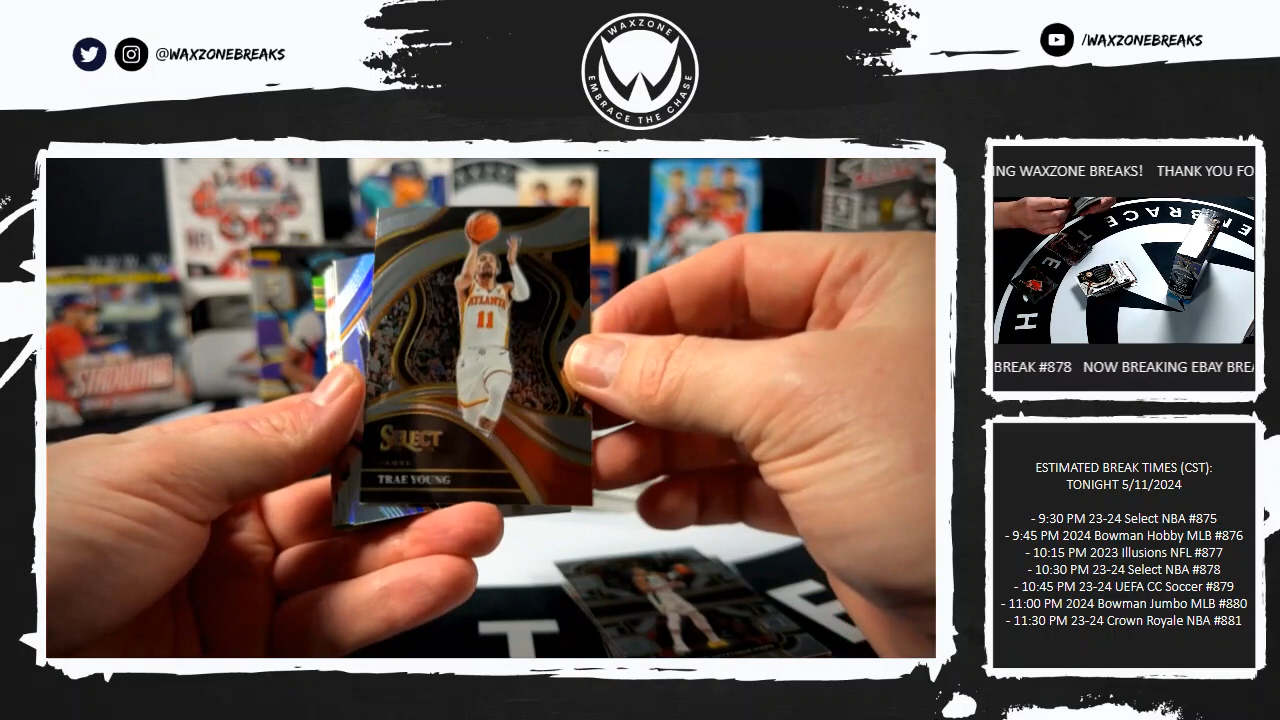 @WAXZONEBREAKS
WAXZONE
EMBRACE THE CHASE
/WAXZONEBREAKS
ING WAXZONE BREAKS! THANK YOU FO
EMBRACE
T
H
BREAK #878 NOW BREAKING EBAY BREA
STADIUM
ATLANTA
11
SELECT
TRAE YOUNG
T
E
ESTIMATED BREAK TIMES (CST):
TONIGHT 5/11/2024
- 9:30 PM 23-24 Select NBA #875
- 9:45 PM 2024 Bowman Hobby MLB #876
- 10:15 PM 2023 Illusions NFL #877
- 10:30 PM 23-24 Select NBA #878
- 10:45 PM 23-24 UEFA CC Soccer #879
- 11:00 PM 2024 Bowman Jumbo MLB #880
- 11:30 PM 23-24 Crown Royale NBA #881